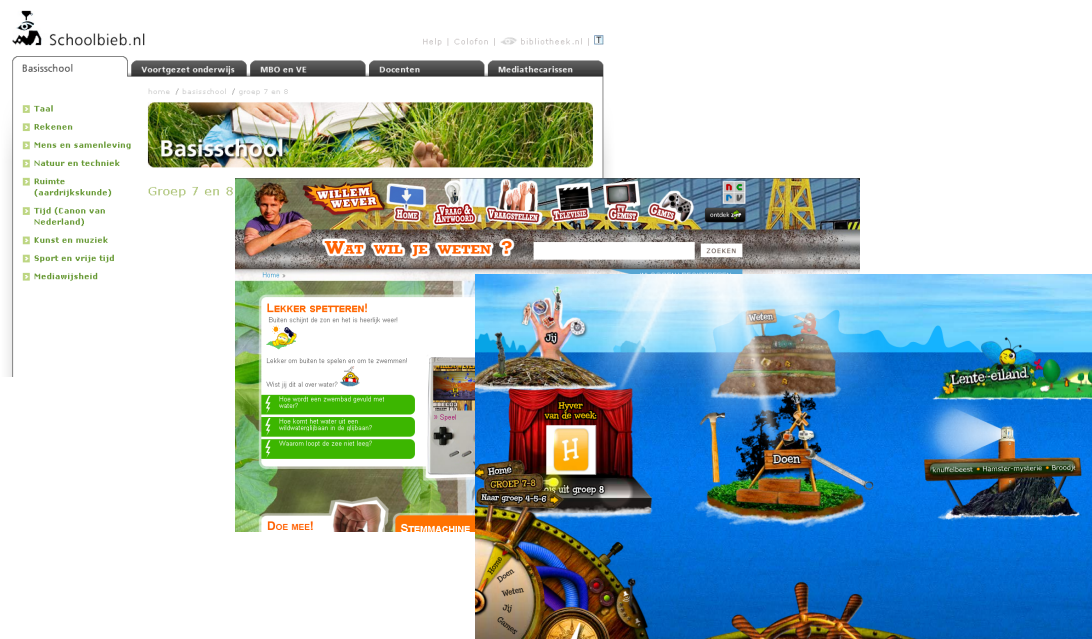 Schoolbieb.nl
Help | Colofon | bibliotheek.nl | T
Basisschool
Voortgezet onderwijs
MBO en VE
Docenten
Mediathecarissen
home / basisschool / groep 7 en 8
Taal
Rekenen
Mens en samenleving
Natuur en techniek
Ruimte
(aardrijkskunde)
Tijd (Canon van
Nederland)
Kunst en muziek
Sport en vrije tijd
Mediawijsheid
Basisschool
Groep 7 en 8
WILLEM
WEVER
HOME
VRAAG &
ANTWOORD
VRAAGSTELLEN
TELEVISIE
TV
GEMIST
GAMES
n c
r v
ontdek
WAT WIL JE WETEN ?
ZOEKEN
Home »
LEKKER SPETTEREN!
Buiten schijnt de zon en het is heerlijk weer!
Lekker om buiten te spelen en om te zwemmen!
Wist jij dit al over water?
Hoe wordt een zwembad gevuld met
water?
Hoe komt het water uit een
wildwaterglijbaan in de glijbaan?
Waarom loopt de zee niet leeg?
» Speel
DOE MEE!
STEMMACHINE
Jij
Weten
Lente-eiland
Hyver
van de week:
H
uit groep 8
Home
GROEP 7-8
Naar groep 4-5-6
Doen
knuffelbeest • Hamster-mysterie • Broodje
Home
Doen
Weten
Jij
Games